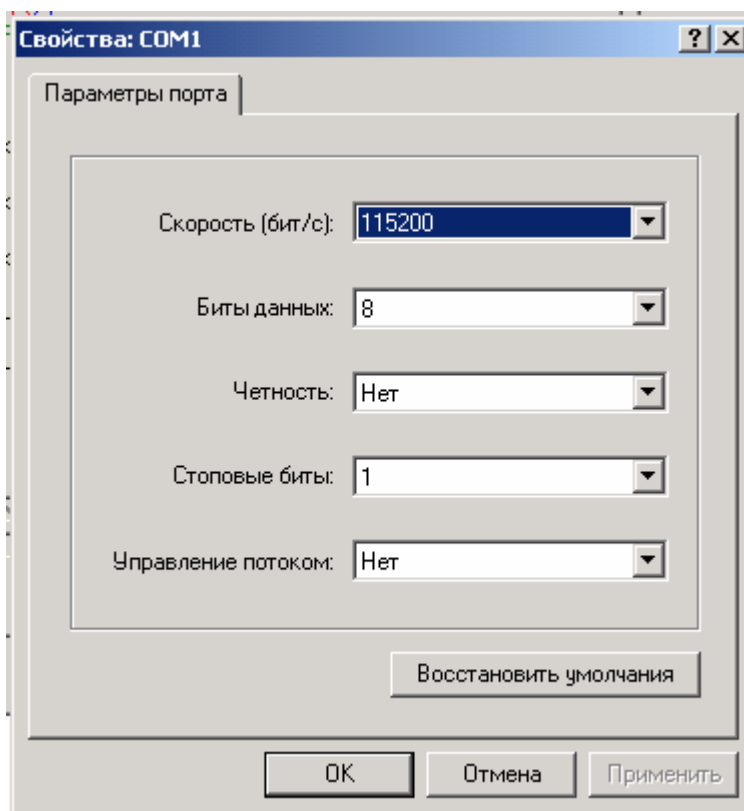 Свойства: COM1
Параметры порта
Скорость (бит/с): 115200
Биты данных: 8
Четность: Нет
Стоповые биты: 1
Управление потоком: Нет
Восстановить умолчания
OK Отмена Применить